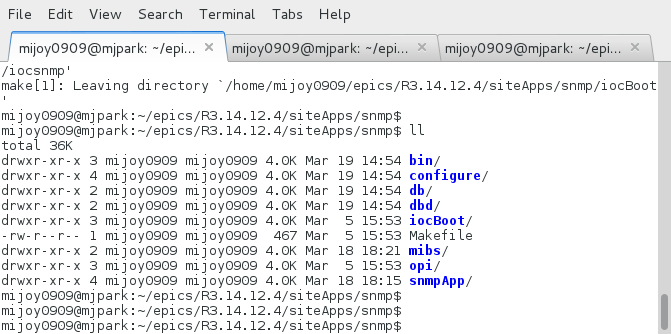 File Edit View Search Terminal Tabs Help
mijoy0909@mjpark: ~/epi... × mijoy0909@mjpark: ~/epi... × mijoy0909@mjpark: ~/epi... ×
/iocsnmp'
make[1]: Leaving directory `/home/mijoy0909/epics/R3.14.12.4/siteApps/snmp/iocBoot
'
mijoy0909@mjpark:~/epics/R3.14.12.4/siteApps/snmp$
mijoy0909@mjpark:~/epics/R3.14.12.4/siteApps/snmp$ ll
total 36K
drwxr-xr-x 3 mijoy0909 mijoy0909 4.0K Mar 19 14:54 bin/
drwxr-xr-x 4 mijoy0909 mijoy0909 4.0K Mar 19 14:54 configure/
drwxr-xr-x 2 mijoy0909 mijoy0909 4.0K Mar 19 14:54 db/
drwxr-xr-x 2 mijoy0909 mijoy0909 4.0K Mar 19 14:54 dbd/
drwxr-xr-x 3 mijoy0909 mijoy0909 4.0K Mar  5 15:53 iocBoot/
-rw-r--r-- 1 mijoy0909 mijoy0909  467 Mar  5 15:53 Makefile
drwxr-xr-x 2 mijoy0909 mijoy0909 4.0K Mar 18 18:21 mibs/
drwxr-xr-x 3 mijoy0909 mijoy0909 4.0K Mar  5 15:53 opi/
drwxr-xr-x 4 mijoy0909 mijoy0909 4.0K Mar 18 18:15 snmpApp/
mijoy0909@mjpark:~/epics/R3.14.12.4/siteApps/snmp$
mijoy0909@mjpark:~/epics/R3.14.12.4/siteApps/snmp$
mijoy0909@mjpark:~/epics/R3.14.12.4/siteApps/snmp$